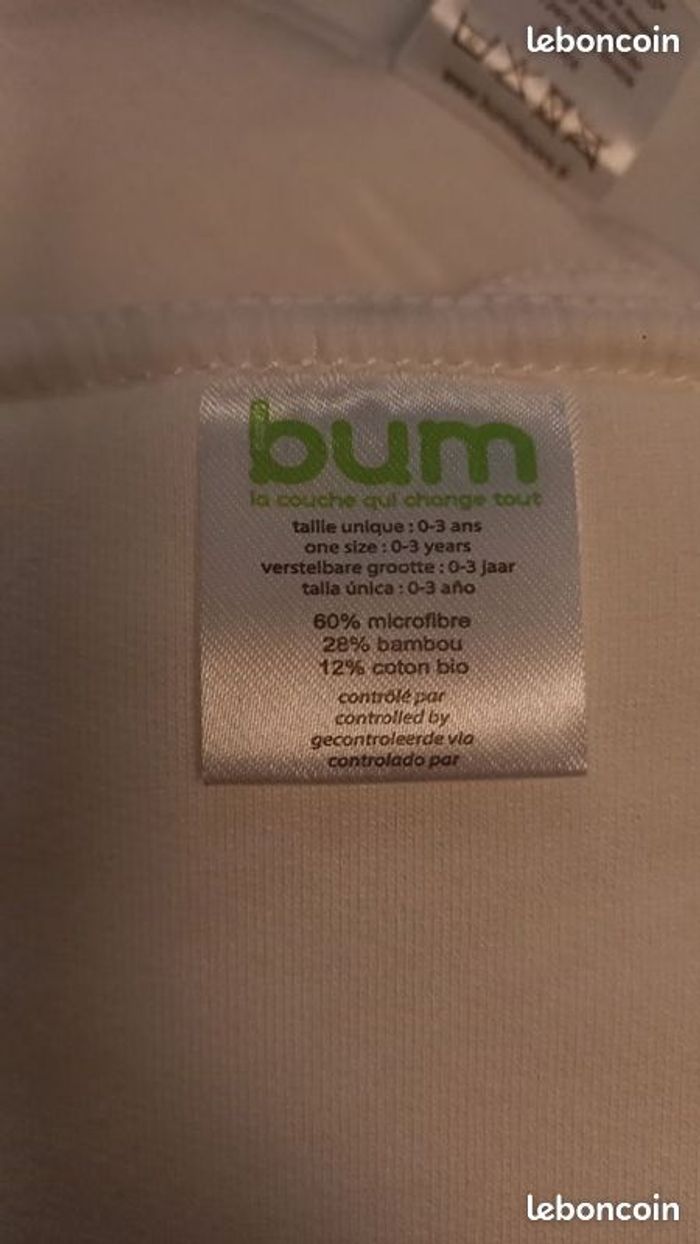 leboncoin
bum
la couche qui change tout
taille unique : 0-3 ans
one size : 0-3 years
verstelbare grootte : 0-3 jaar
talla única : 0-3 año
60% microfibre
28% bambou
12% coton bio
contrôlé par
controlled by
gecontroleerde via
controlado par
leboncoin